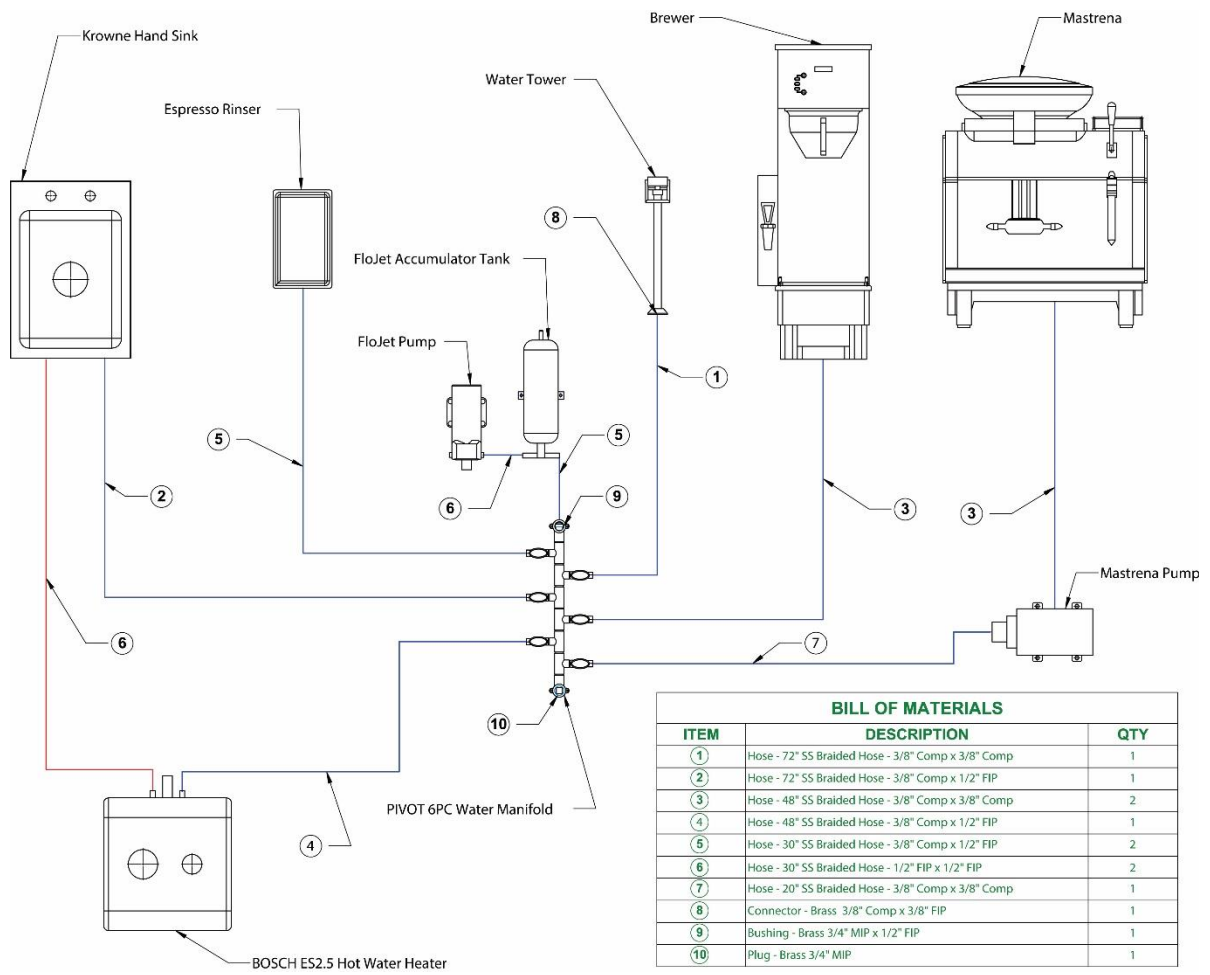 Brewer
Mastrena
Krowne Hand Sink
Water Tower
Espresso Rinser
8
FloJet Accumulator Tank
FloJet Pump
1
5
5
2
9
6
3
3
Mastrena Pump
6
7
10
PIVOT 6PC Water Manifold
4
BOSCH ES2.5 Hot Water Heater
BILL OF MATERIALS
ITEM DESCRIPTION QTY
1 Hose - 72" SS Braided Hose - 3/8" Comp x 3/8" Comp 1
2 Hose - 72" SS Braided Hose - 3/8" Comp x 1/2" FIP 1
3 Hose - 48" SS Braided Hose - 3/8" Comp x 3/8" Comp 2
4 Hose - 48" SS Braided Hose - 3/8" Comp x 1/2" FIP 1
5 Hose - 30" SS Braided Hose - 3/8" Comp x 1/2" FIP 2
6 Hose - 30" SS Braided Hose - 1/2" FIP x 1/2" FIP 2
7 Hose - 20" SS Braided Hose - 3/8" Comp x 3/8" Comp 1
8 Connector - Brass 3/8" Comp x 3/8" FIP 1
9 Bushing - Brass 3/4" MIP x 1/2" FIP 1
10 Plug - Brass 3/4" MIP 1